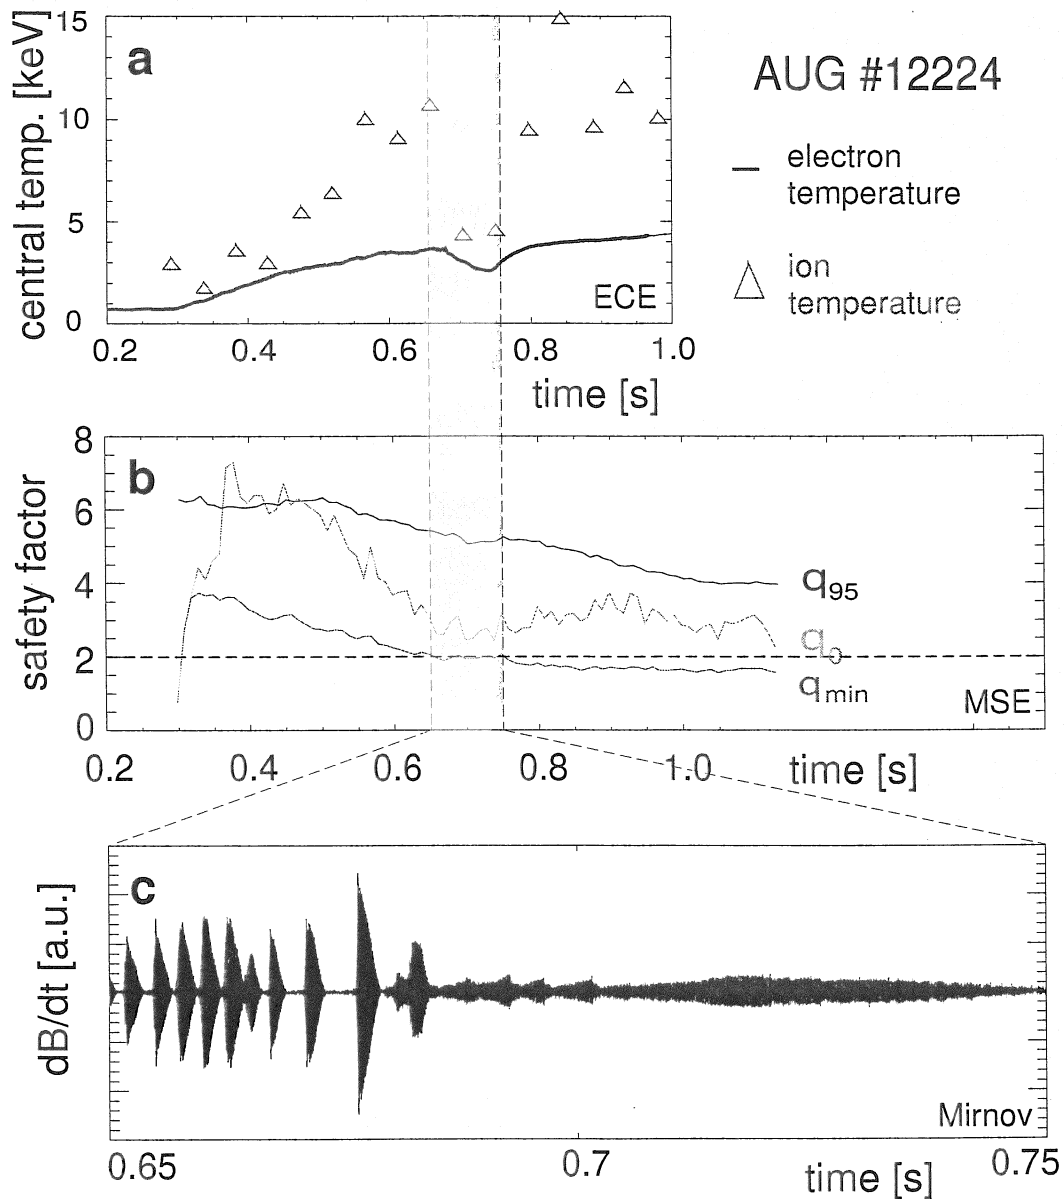 AUG #12224
electron
temperature
ion
temperature
a
central temp. [keV]
15
10
5
0
ECE
0.2 0.4 0.6 0.8 1.0
time [s]
b
safety factor
8
6
4
2
0
q95
q0
qmin
MSE
0.2 0.4 0.6 0.8 1.0 time [s]
c
dB/dt [a.u.]
Mirnov
0.65 0.7 time [s] 0.75